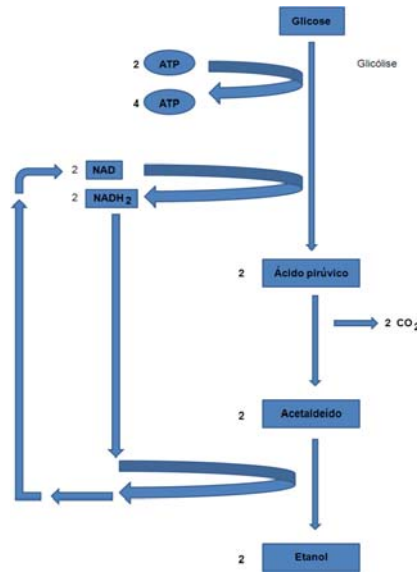 Glicose
2 ATP
Glicólise
4 ATP
2 NAD
2 NADH2
2 Ácido pirúvico
2 CO2
2 Acetaldeído
2 Etanol